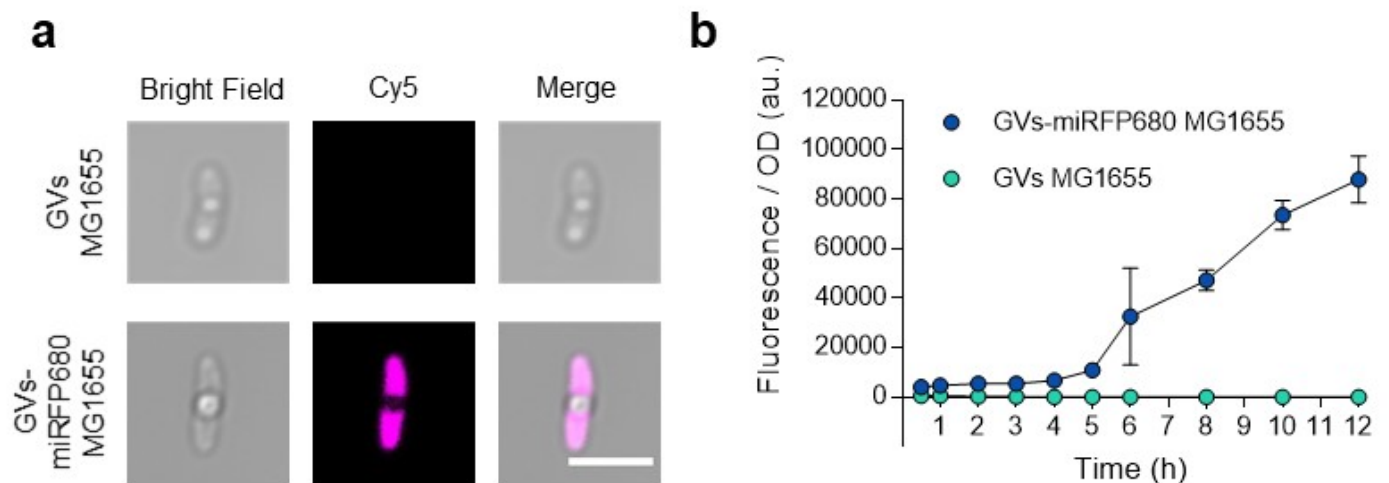 a
Bright Field
Cy5
Merge
GVs
MG1655
GVs-
miRFP680
MG1655
b
Fluorescence / OD (au.)
120000
100000
80000
60000
40000
20000
0
GVs-miRFP680 MG1655
GVs MG1655
1 2 3 4 5 6 7 8 9 10 11 12
Time (h)